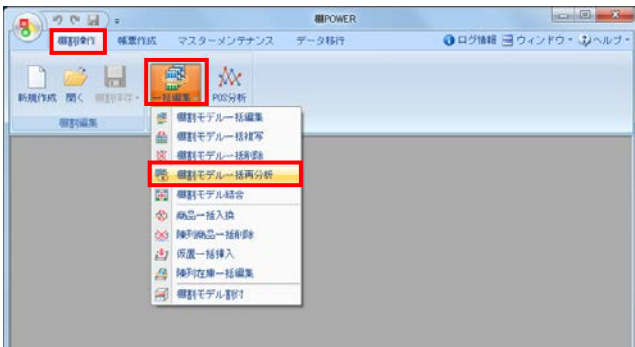 棚POWER
棚割実行 帳票作成 マスターメンテナンス データ移行 ログ情報 ウィンドウ ヘルプ
新規作成 開く 棚割実行 一括編集 POS分析
棚割編集
棚割モデル一括編集
棚割モデル一括複写
棚割モデル一括削除
棚割モデル一括再分析
棚割モデル結合
商品一括入換
陳列商品一括削除
仮置一括挿入
陳列在庫一括編集
棚割モデル割付